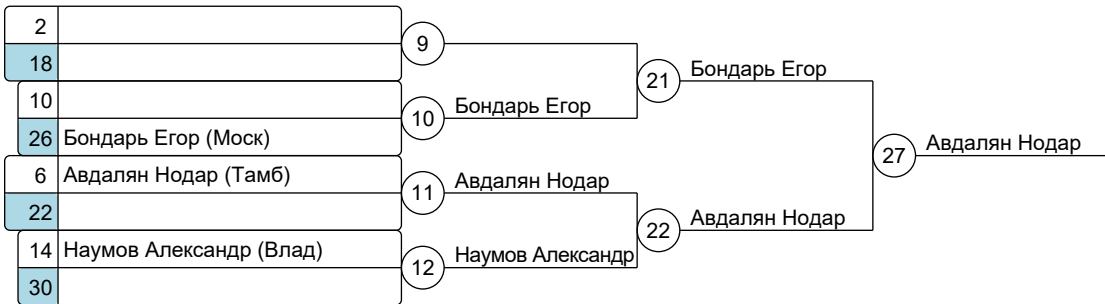 2
18
9
10
26 Бондарь Егор (Моск)
10
Бондарь Егор
21
Бондарь Егор
6 Авдалян Нодар (Тамб)
22
11
Авдалян Нодар
14 Наумов Александр (Влад)
30
12
Наумов Александр
22
Авдалян Нодар
27
Авдалян Нодар